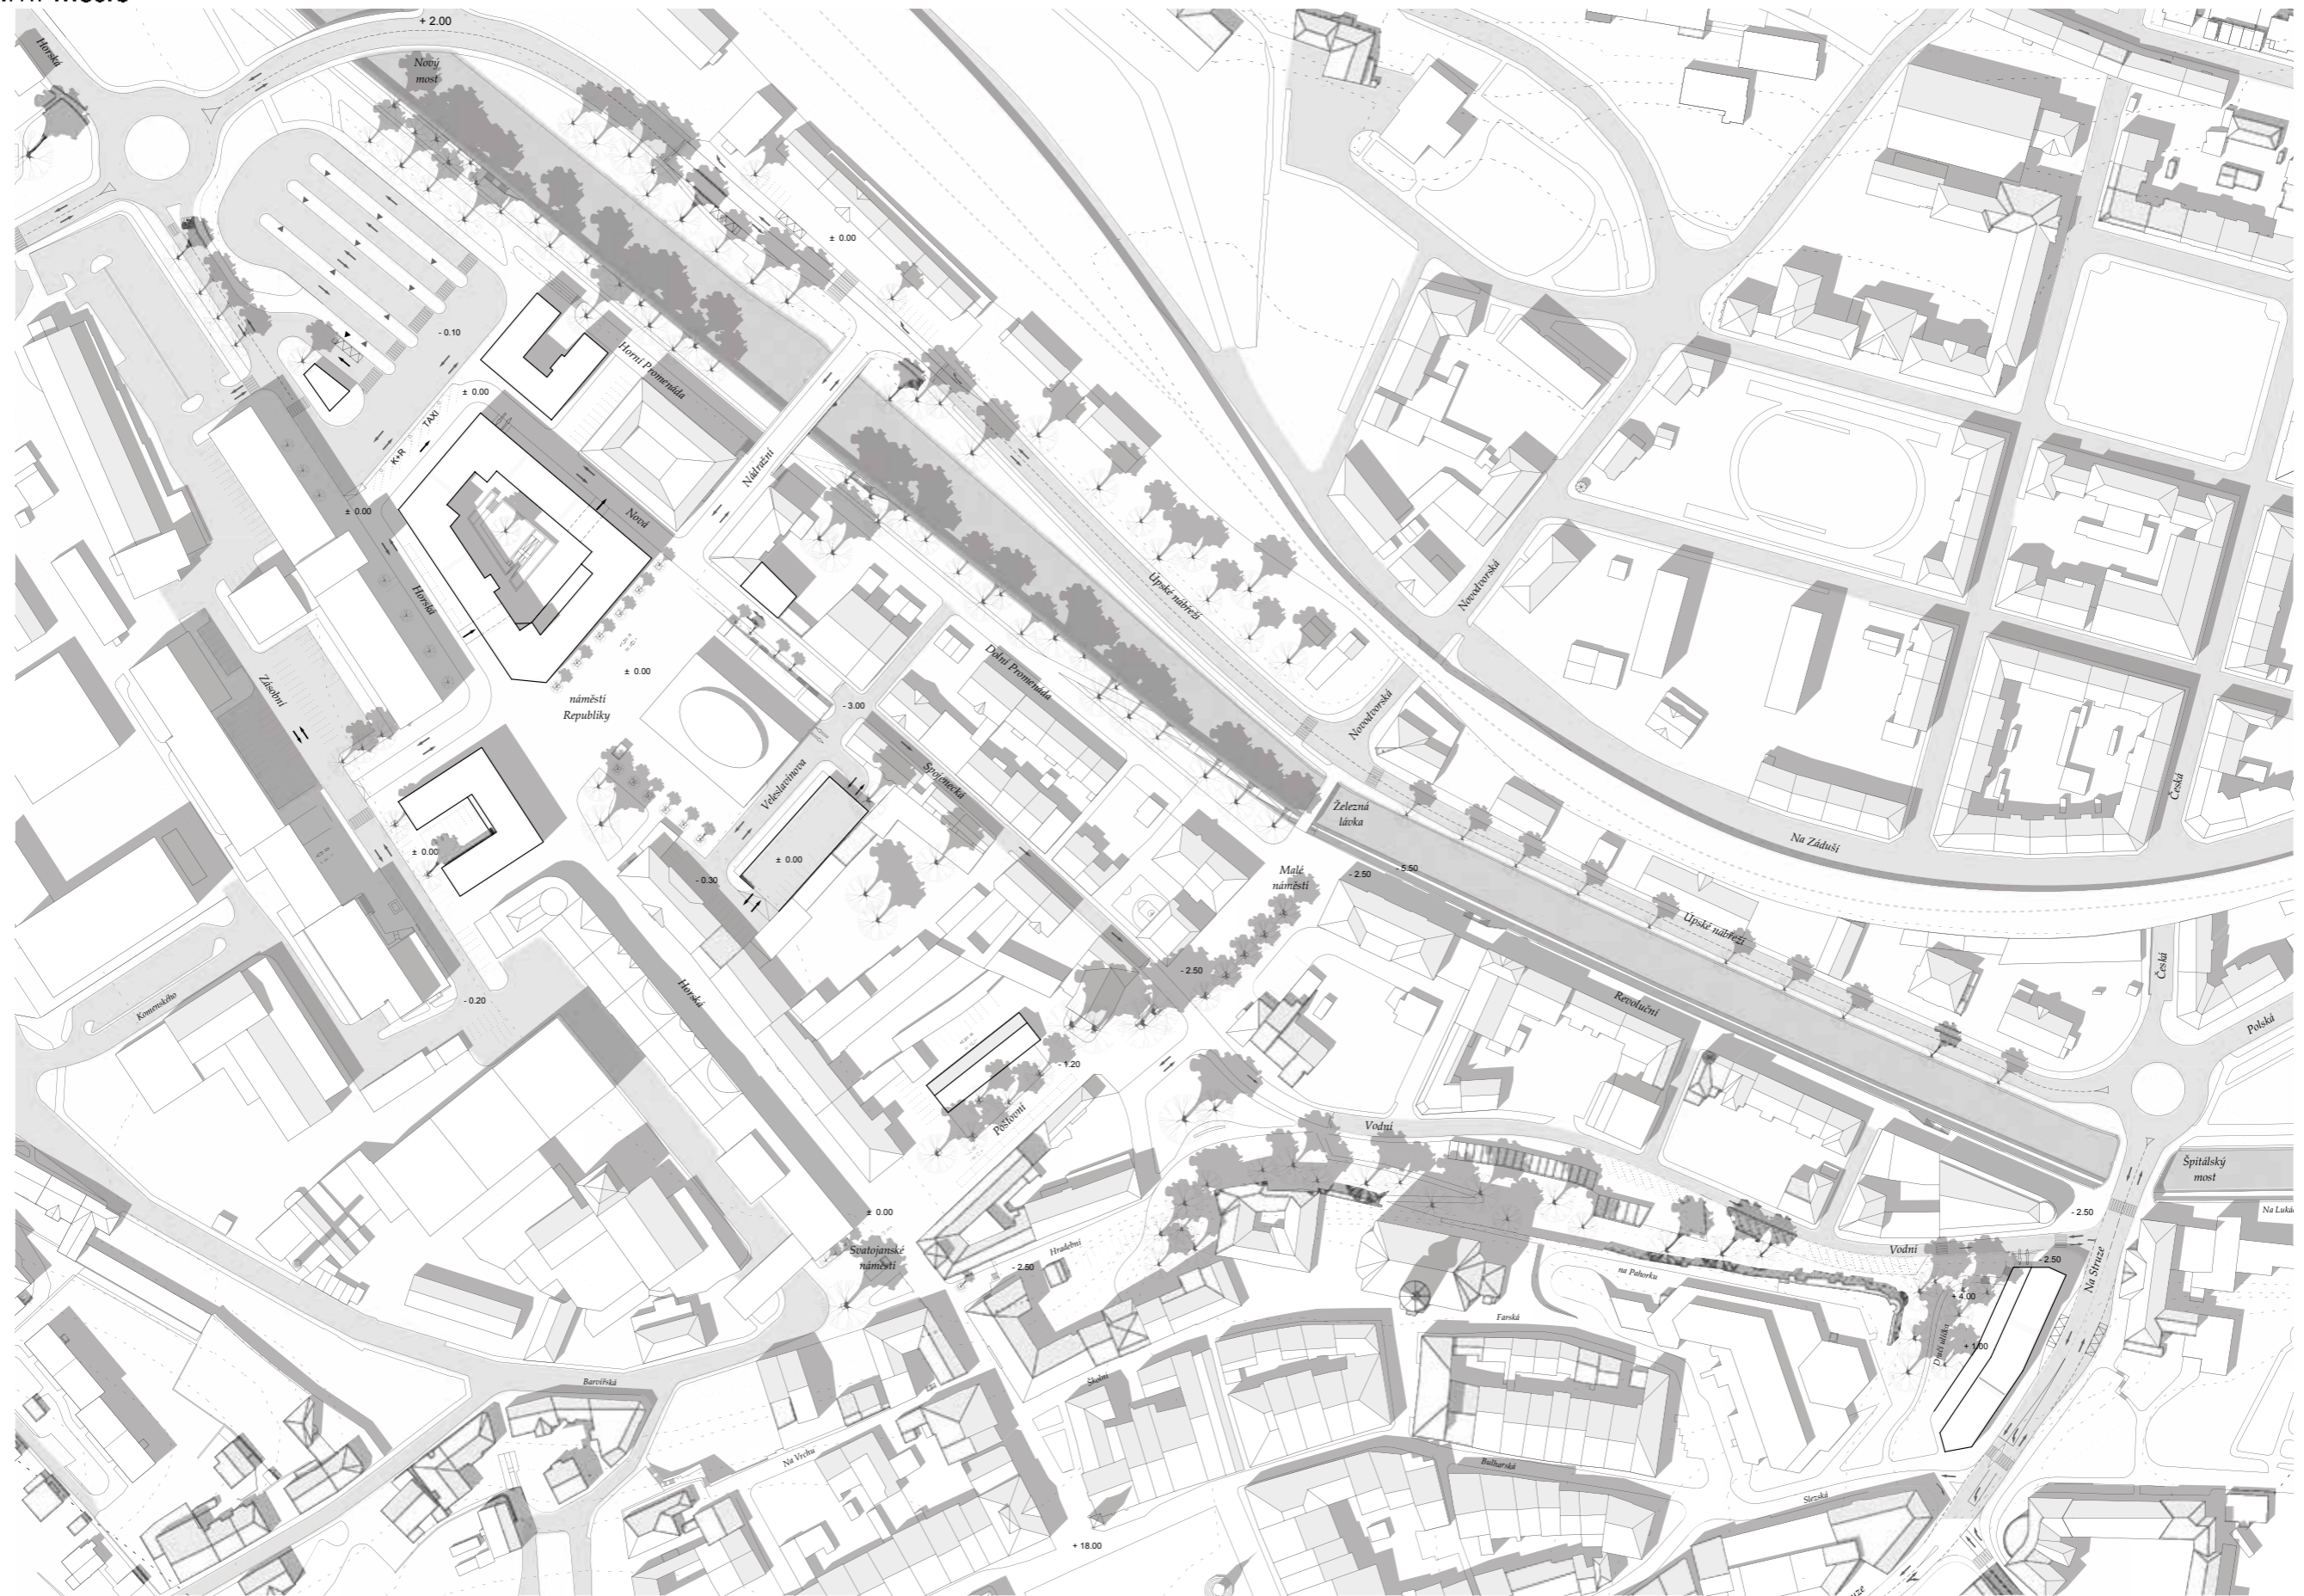 + 2.00
Horská
Nový
most
± 0.00
- 0.10
Horní Promenáda
± 0.00
TAXI
K+R
Nádražní
± 0.00
Nová
Horská
Úpské nábřeží
Novodvorská
± 0.00
Dolní Promenáda
Zásobní
náměstí
Republiky
- 3.00
Novodvorská
Veleslavínova
Spojenecká
Česká
Železná
lávka
Na Záduší
± 0.00
± 0.00
- 0.30
- 5.50
- 2.50
Malé
náměstí
Úpské nábřeží
Česká
- 2.50
Horská
Komenského
- 0.20
Revoluční
Polská
- 1.20
Poštovní
Vodní
Špitálský
most
± 0.00
- 2.50
Na Luká
Svatojanské
náměstí
Hradební
Vodní
- 2.50
- 2.50
na Pahorku
Na Struze
+ 4.00
Farská
Dračí ulička
+ 1.00
Barvířská
Školní
Na Vrchu
Bulharská
Slezská
+ 18.00